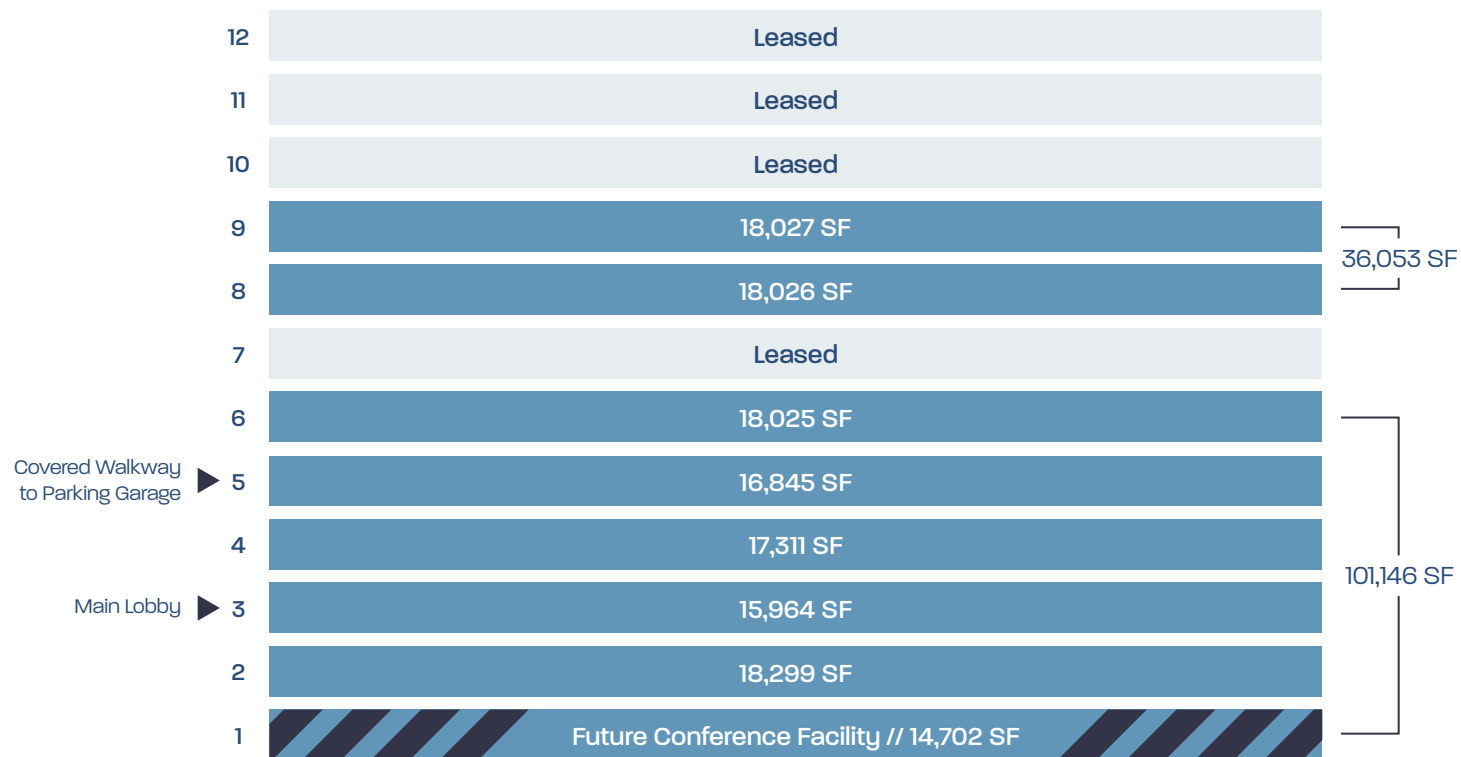 12 Leased
11 Leased
10 Leased
9 18,027 SF
36,053 SF
8 18,026 SF
7 Leased
6 18,025 SF
Covered Walkway
to Parking Garage
5 16,845 SF
4 17,311 SF
101,146 SF
Main Lobby 3 15,964 SF
2 18,299 SF
1 Future Conference Facility // 14,702 SF